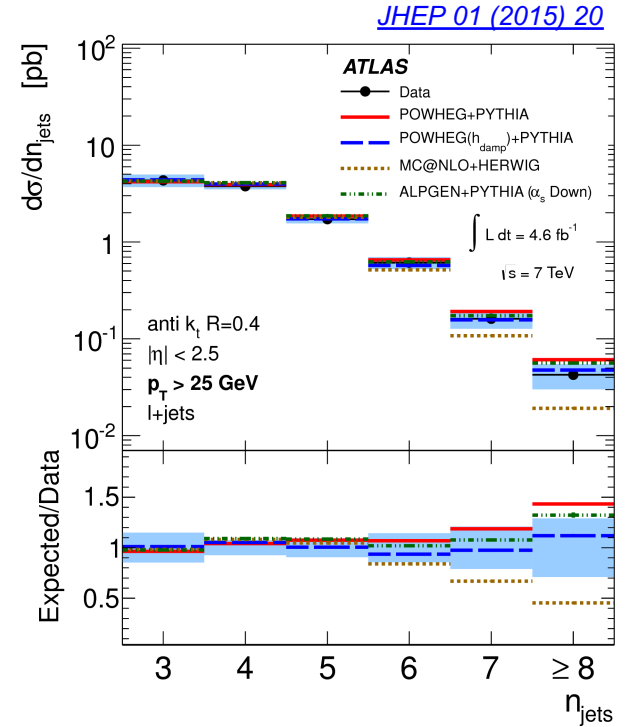 JHEP 01 (2015) 20
dσ/dn_jets [pb]
10²
10
1
10⁻¹
10⁻²
ATLAS
Data
POWHEG+PYTHIA
POWHEG(h_damp)+PYTHIA
MC@NLO+HERWIG
ALPGEN+PYTHIA (α_s Down)
∫ L dt = 4.6 fb⁻¹
√s = 7 TeV
anti k_t R=0.4
|η| < 2.5
p_T > 25 GeV
l+jets
Expected/Data
1.5
1
0.5
3 4 5 6 7 ≥ 8
n_jets